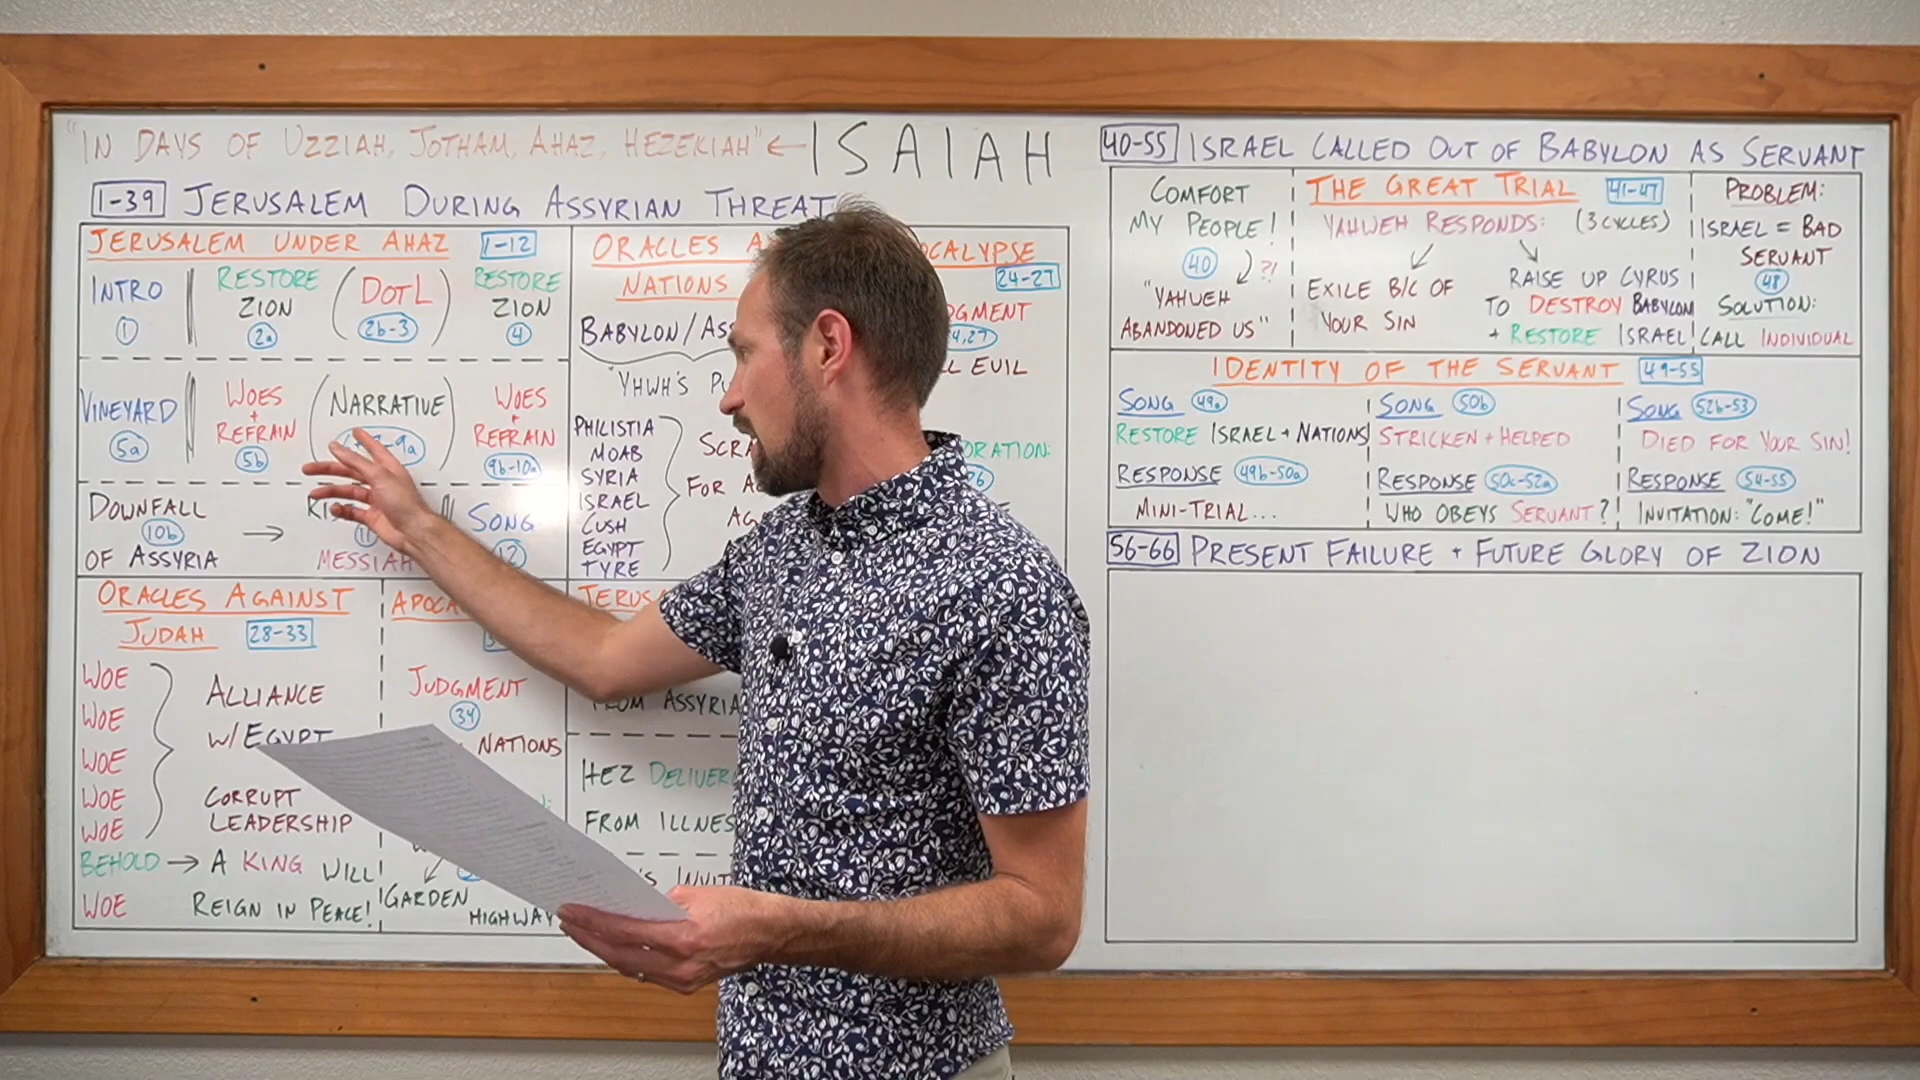 "IN DAYS OF UZZIAH, JOTHAM, AHAZ, HEZEKIAH" ← ISAIAH
1-39 JERUSALEM DURING ASSYRIAN THREAT
JERUSALEM UNDER AHAZ 1-12
INTRO
1
RESTORE
ZION
2a
(DOTL)
2b-3
RESTORE
ZION
4
VINEYARD
5a
WOES
+
REFRAIN
5b
(NARRATIVE)
-9a
WOES
+
REFRAIN
9b-10a
DOWNFALL
10b
OF ASSYRIA
→
11
MESSIAH
SONG
12
ORACLES
NATIONS
BABYLON/
"YHWH'S
PHILISTIA
MOAB
SYRIA
ISRAEL
CUSH
EGYPT
TYRE
FOR
24-27
EVIL
ORACLES AGAINST
JUDAH 28-33
WOE
WOE
WOE
WOE
WOE
ALLIANCE
W/EGYPT
CORRUPT
LEADERSHIP
BEHOLD → A KING WILL
REIGN IN PEACE!
WOE
JUDGMENT
34
NATIONS
GARDEN
HIGHWAY
FROM ASSYRIA
HEZ
FROM
40-55 ISRAEL CALLED OUT OF BABYLON AS SERVANT
COMFORT
MY PEOPLE!
40 ?!
"YAHWEH
ABANDONED US"
THE GREAT TRIAL 41-47
YAHWEH RESPONDS: (3 CYCLES)
EXILE B/C OF
YOUR SIN
RAISE UP CYRUS
TO DESTROY BABYLON
+ RESTORE ISRAEL
PROBLEM:
ISRAEL = BAD
SERVANT
48
SOLUTION:
CALL INDIVIDUAL
IDENTITY OF THE SERVANT 49-55
SONG 49a
RESTORE ISRAEL + NATIONS
RESPONSE 49b-50a
MINI-TRIAL...
SONG 50b
STRICKEN + HELPED
RESPONSE 50c-52a
WHO OBEYS SERVANT?
SONG 52b-53
DIED FOR YOUR SIN!
RESPONSE 54-55
INVITATION: "COME!"
56-66 PRESENT FAILURE + FUTURE GLORY OF ZION